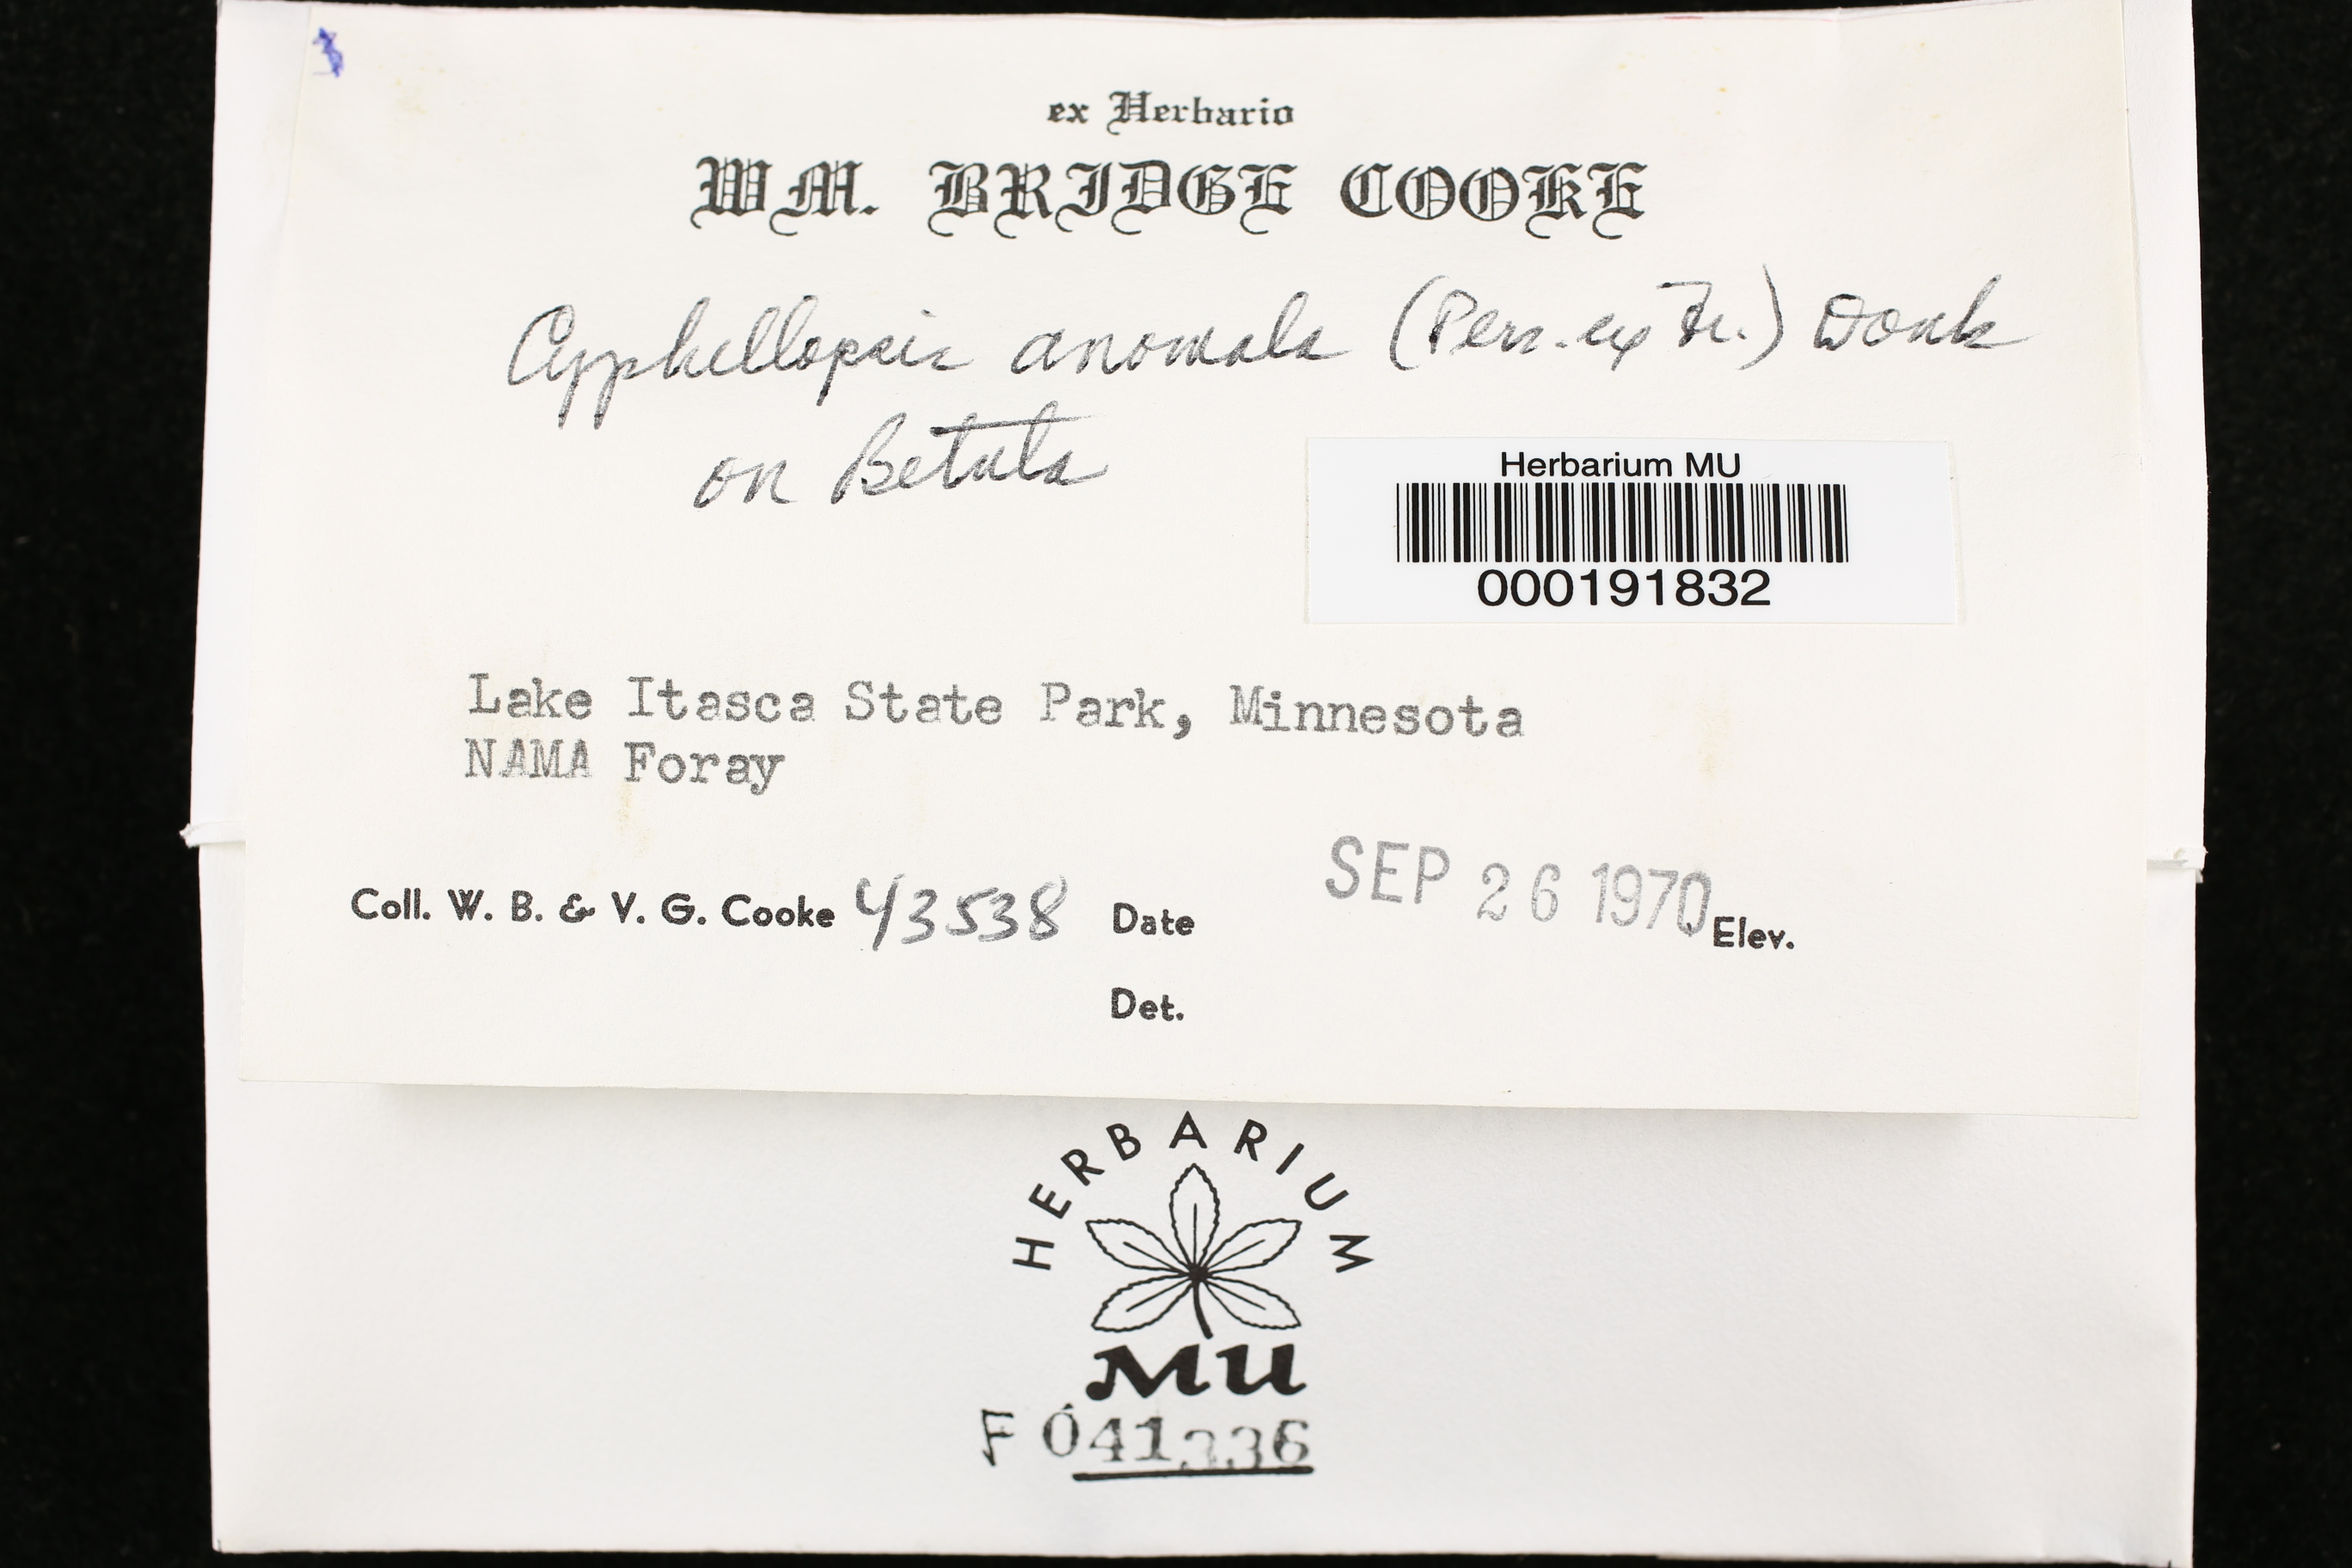 ex Herbario
WM. BRIDGE COOKE
Cyphellopsis anomala (Pers. ex Fr.) Donk
on Betula
Herbarium MU
000191832
Lake Itasca State Park, Minnesota
NAMA Foray
Coll. W. B. & V. G. Cooke 43538 Date SEP 26 1970 Elev.
Det.
HERBARIUM
MU
F 041336